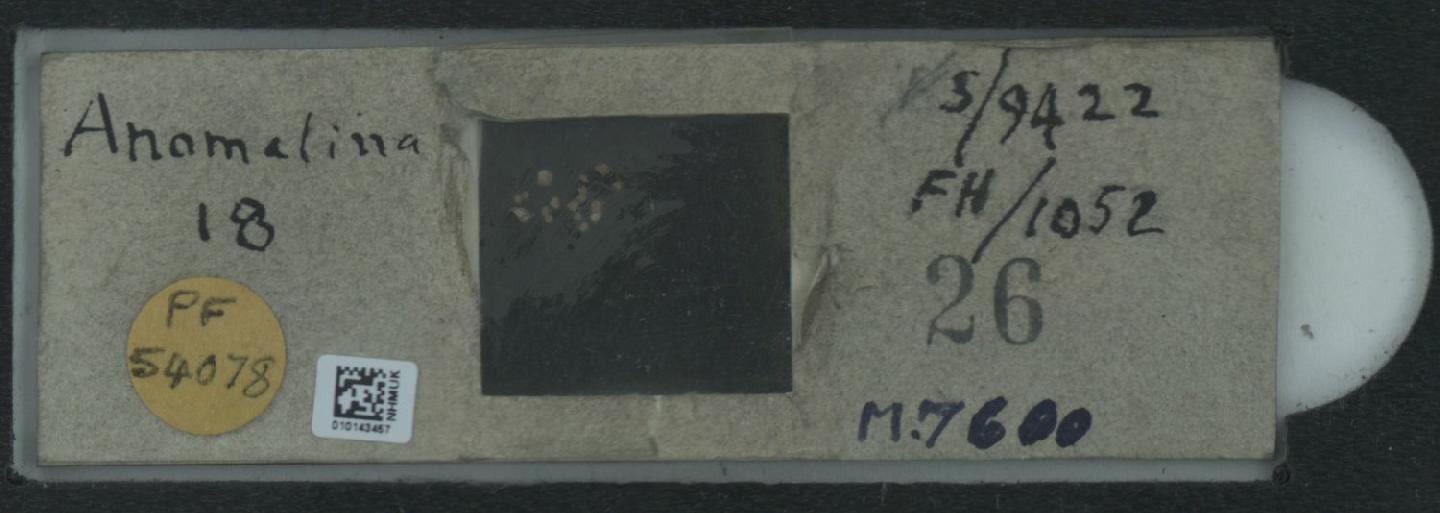 Anomalina
18
PF
54078
NHMUK
010143457
S/9422
FH/1052
26
M.7600